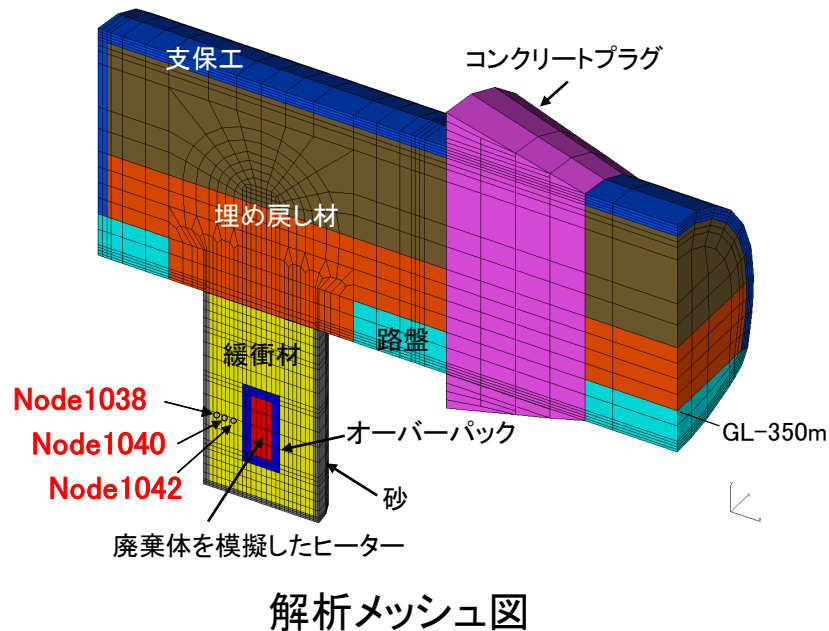 支保工
コンクリートプラグ
埋め戻し材
緩衝材
路盤
Node1038
Node1040
Node1042
オーバーパック
GL-350m
砂
廃棄体を模擬したヒーター
解析メッシュ図